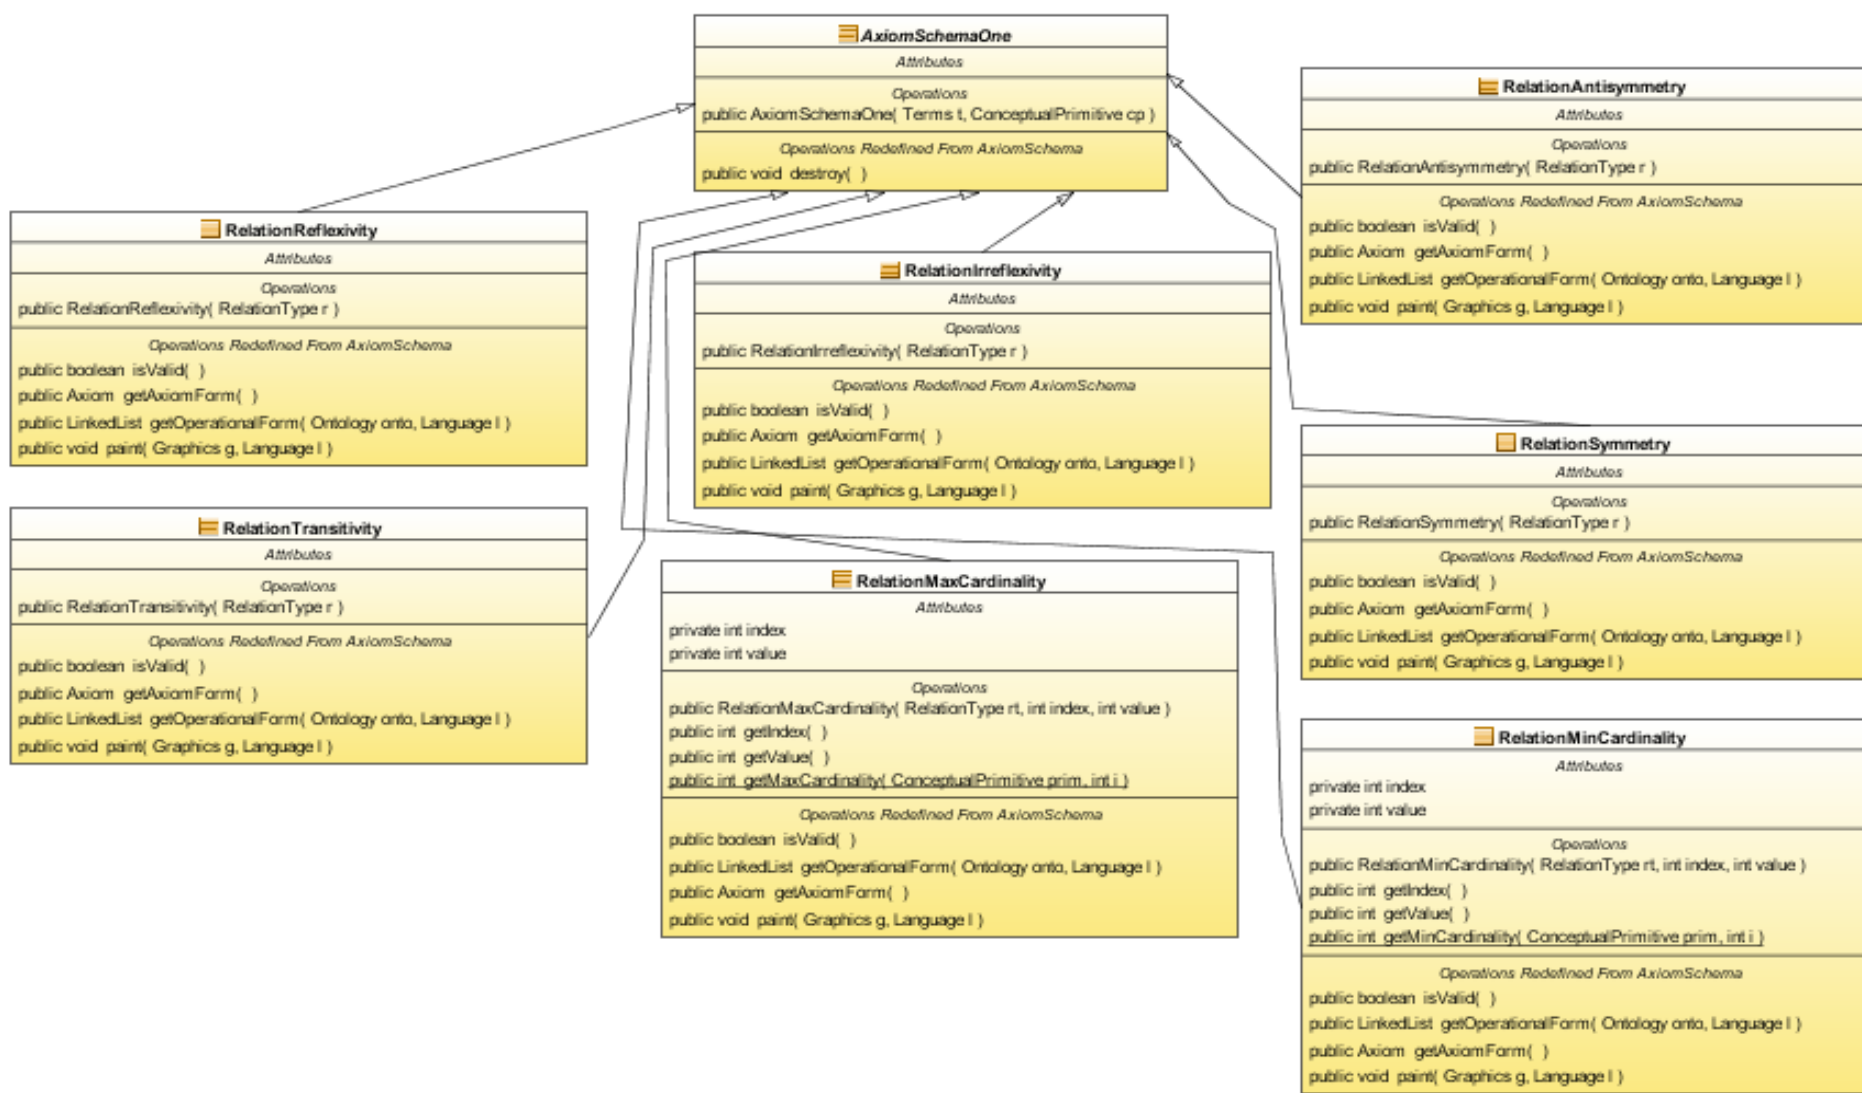 AxiomSchemaOne
Attributes
Operations
public AxiomSchemaOne( Terms t, ConceptualPrimitive cp )
Operations Redefined From AxiomSchema
public void destroy( )
RelationAntisymmetry
Attributes
Operations
public RelationAntisymmetry( RelationType r )
Operations Redefined From AxiomSchema
public boolean isValid( )
public Axiom getAxiomForm( )
public LinkedList getOperationalForm( Ontology onto, Language l )
public void paint( Graphics g, Language l )
RelationReflexivity
Attributes
Operations
public RelationReflexivity( RelationType r )
Operations Redefined From AxiomSchema
public boolean isValid( )
public Axiom getAxiomForm( )
public LinkedList getOperationalForm( Ontology onto, Language l )
public void paint( Graphics g, Language l )
RelationIrreflexivity
Attributes
Operations
public RelationIrreflexivity( RelationType r )
Operations Redefined From AxiomSchema
public boolean isValid( )
public Axiom getAxiomForm( )
public LinkedList getOperationalForm( Ontology onto, Language l )
public void paint( Graphics g, Language l )
RelationSymmetry
Attributes
Operations
public RelationSymmetry( RelationType r )
Operations Redefined From AxiomSchema
public boolean isValid( )
public Axiom getAxiomForm( )
public LinkedList getOperationalForm( Ontology onto, Language l )
public void paint( Graphics g, Language l )
RelationTransitivity
Attributes
Operations
public RelationTransitivity( RelationType r )
Operations Redefined From AxiomSchema
public boolean isValid( )
public Axiom getAxiomForm( )
public LinkedList getOperationalForm( Ontology onto, Language l )
public void paint( Graphics g, Language l )
RelationMaxCardinality
Attributes
private int index
private int value
Operations
public RelationMaxCardinality( RelationType rt, int index, int value )
public int getIndex( )
public int getValue( )
public int getMaxCardinality( ConceptualPrimitive prim, int i )
Operations Redefined From AxiomSchema
public boolean isValid( )
public LinkedList getOperationalForm( Ontology onto, Language l )
public Axiom getAxiomForm( )
public void paint( Graphics g, Language l )
RelationMinCardinality
Attributes
private int index
private int value
Operations
public RelationMinCardinality( RelationType rt, int index, int value )
public int getIndex( )
public int getValue( )
public int getMinCardinality( ConceptualPrimitive prim, int i )
Operations Redefined From AxiomSchema
public boolean isValid( )
public LinkedList getOperationalForm( Ontology onto, Language l )
public Axiom getAxiomForm( )
public void paint( Graphics g, Language l )